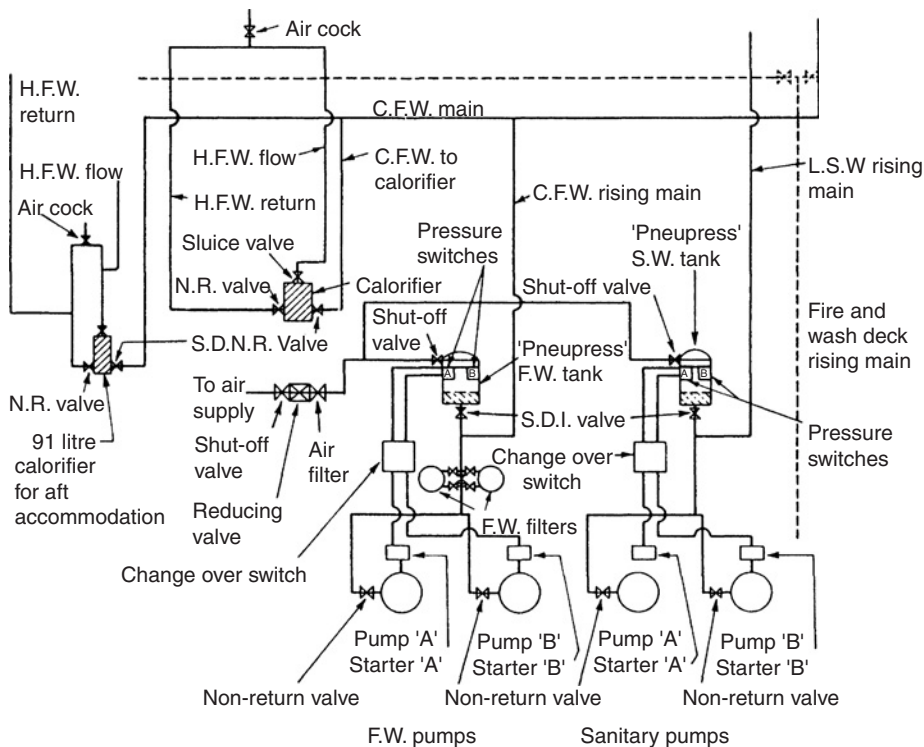 Air cock
H.F.W.
return
C.F.W. main
H.F.W. flow
C.F.W. to
calorifier
L.S.W rising
main
H.F.W. flow
H.F.W. return
C.F.W. rising main
Air cock
Sluice valve
Pressure
switches
'Pneupress'
S.W. tank
N.R. valve
Calorifier
Shut-off valve
Fire and
wash deck
rising main
S.D.N.R. Valve
Shut-off
valve
A
B
'Pneupress'
F.W. tank
A
B
To air
supply
N.R. valve
S.D.I. valve
Pressure
switches
91 litre
calorifier
for aft
accommodation
Shut-off
valve
Air
filter
Change over
switch
Reducing
valve
F.W. filters
Change over switch
Pump 'A'
Starter 'A'
Pump 'B'
Starter 'B'
Pump 'A'
Starter 'A'
Pump 'B'
Starter 'B'
Non-return valve
Non-return valve
Non-return valve
F.W. pumps
Sanitary pumps